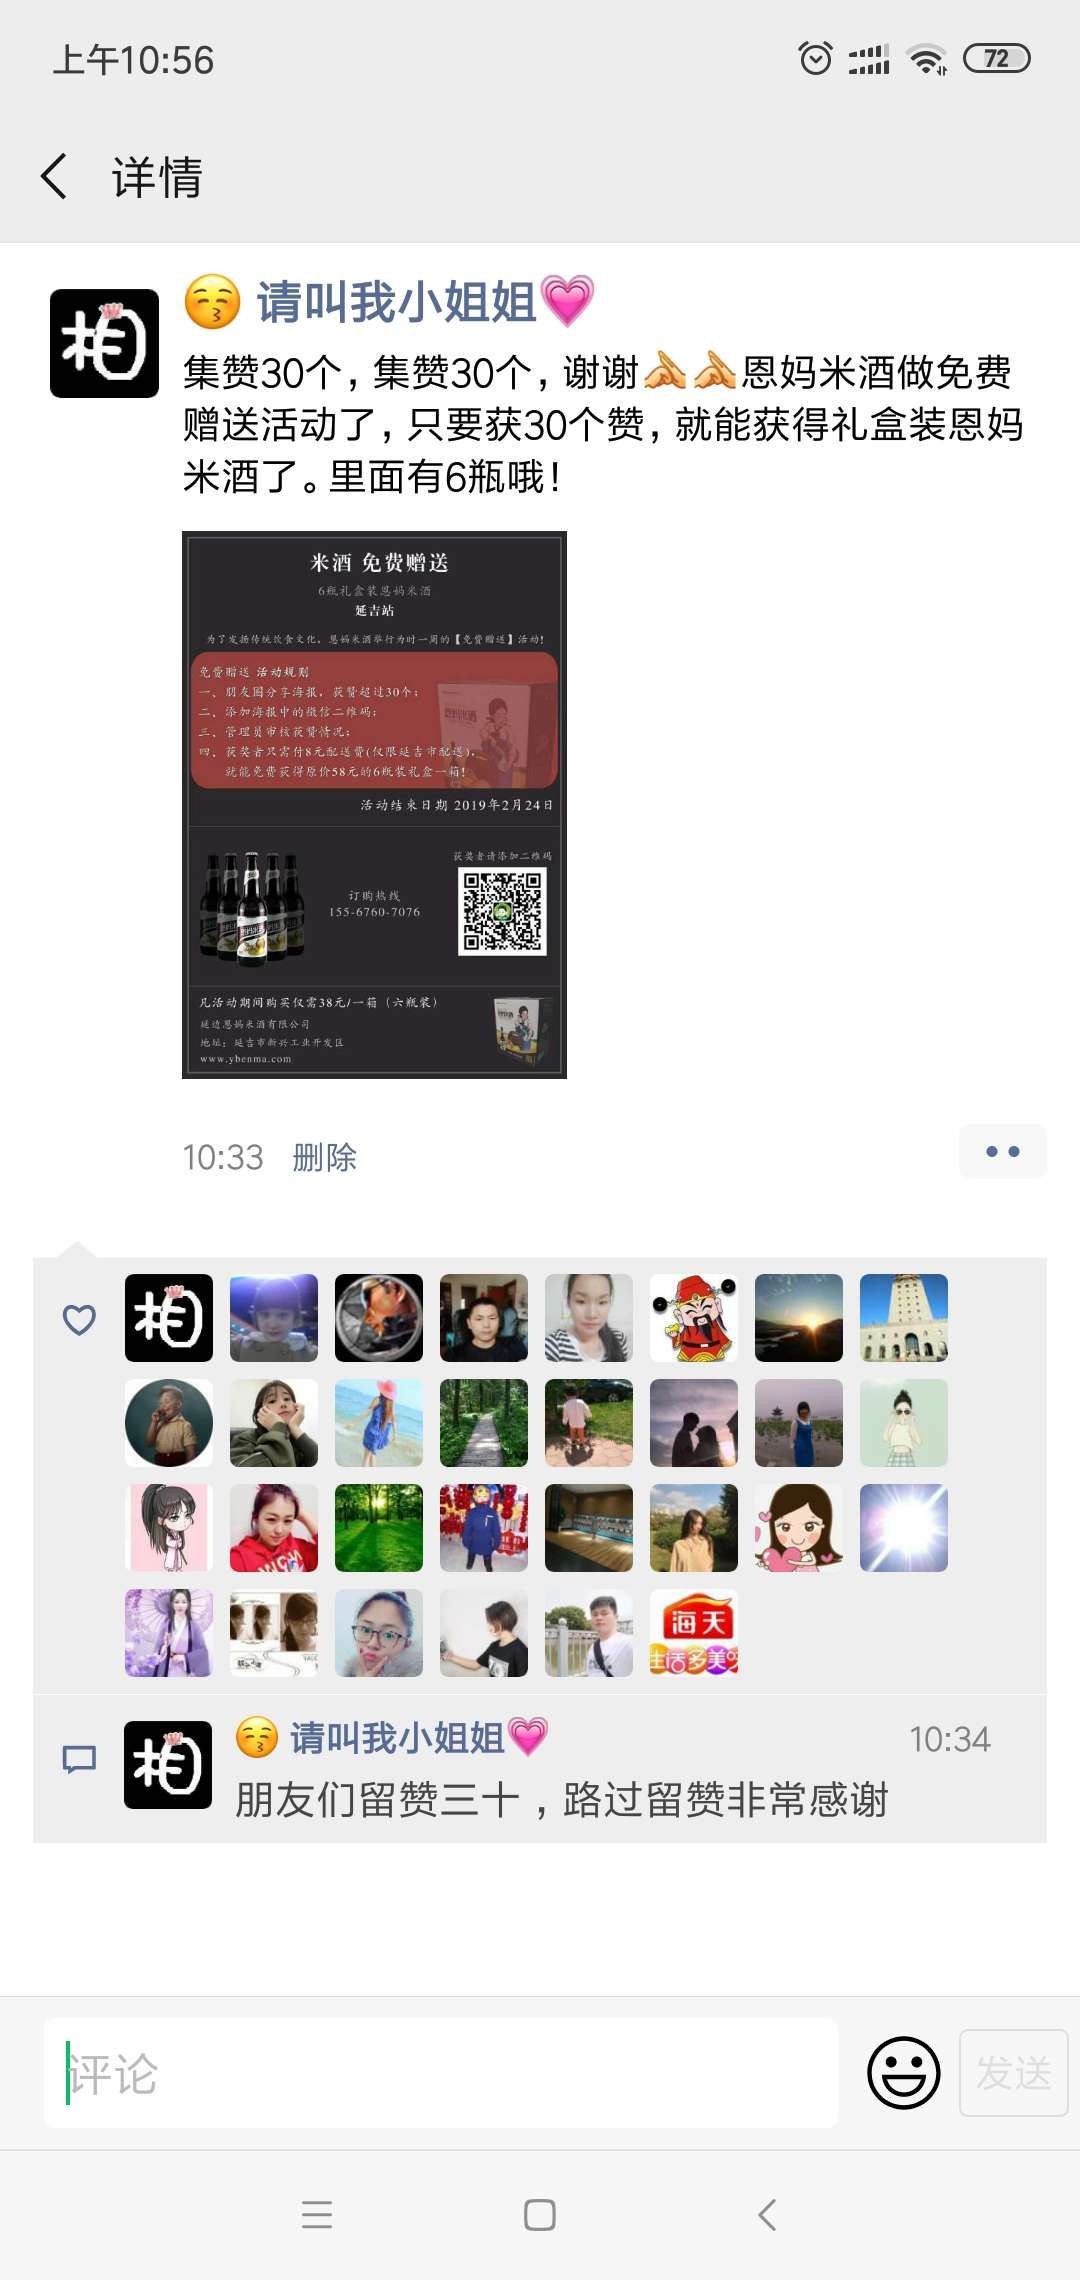 上午10:56
72
详情
请叫我小姐姐
集赞30个，集赞30个，谢谢恩妈米酒做免费
赠送活动了，只要获30个赞，就能获得礼盒装恩妈
米酒了。里面有6瓶哦！
米酒 免费赠送
6瓶礼盒装恩妈米酒
延吉站
为了发扬传统饮食文化，恩妈米酒举行为时一周的【免费赠送】活动!
免费赠送 活动规则
一、朋友圈分享海报，获赞超过30个；
二、添加海报中的微信二维码；
三、管理员审核获赞情况；
四、获奖者只需付8元配送费(仅限延吉市配送)，
就能免费获得原价58元的6瓶装礼盒一箱!
活动结束日期 2019年2月24日
获奖者请添加二维码
订购热线
155-6760-7076
凡活动期间购买仅需38元/一箱（六瓶装）
延边恩妈米酒有限公司
地址：延吉市新兴工业开发区
www.ybenma.com
10:33 删除
海天
生活多美
请叫我小姐姐 10:34
朋友们留赞三十，路过留赞非常感谢
评论
发送